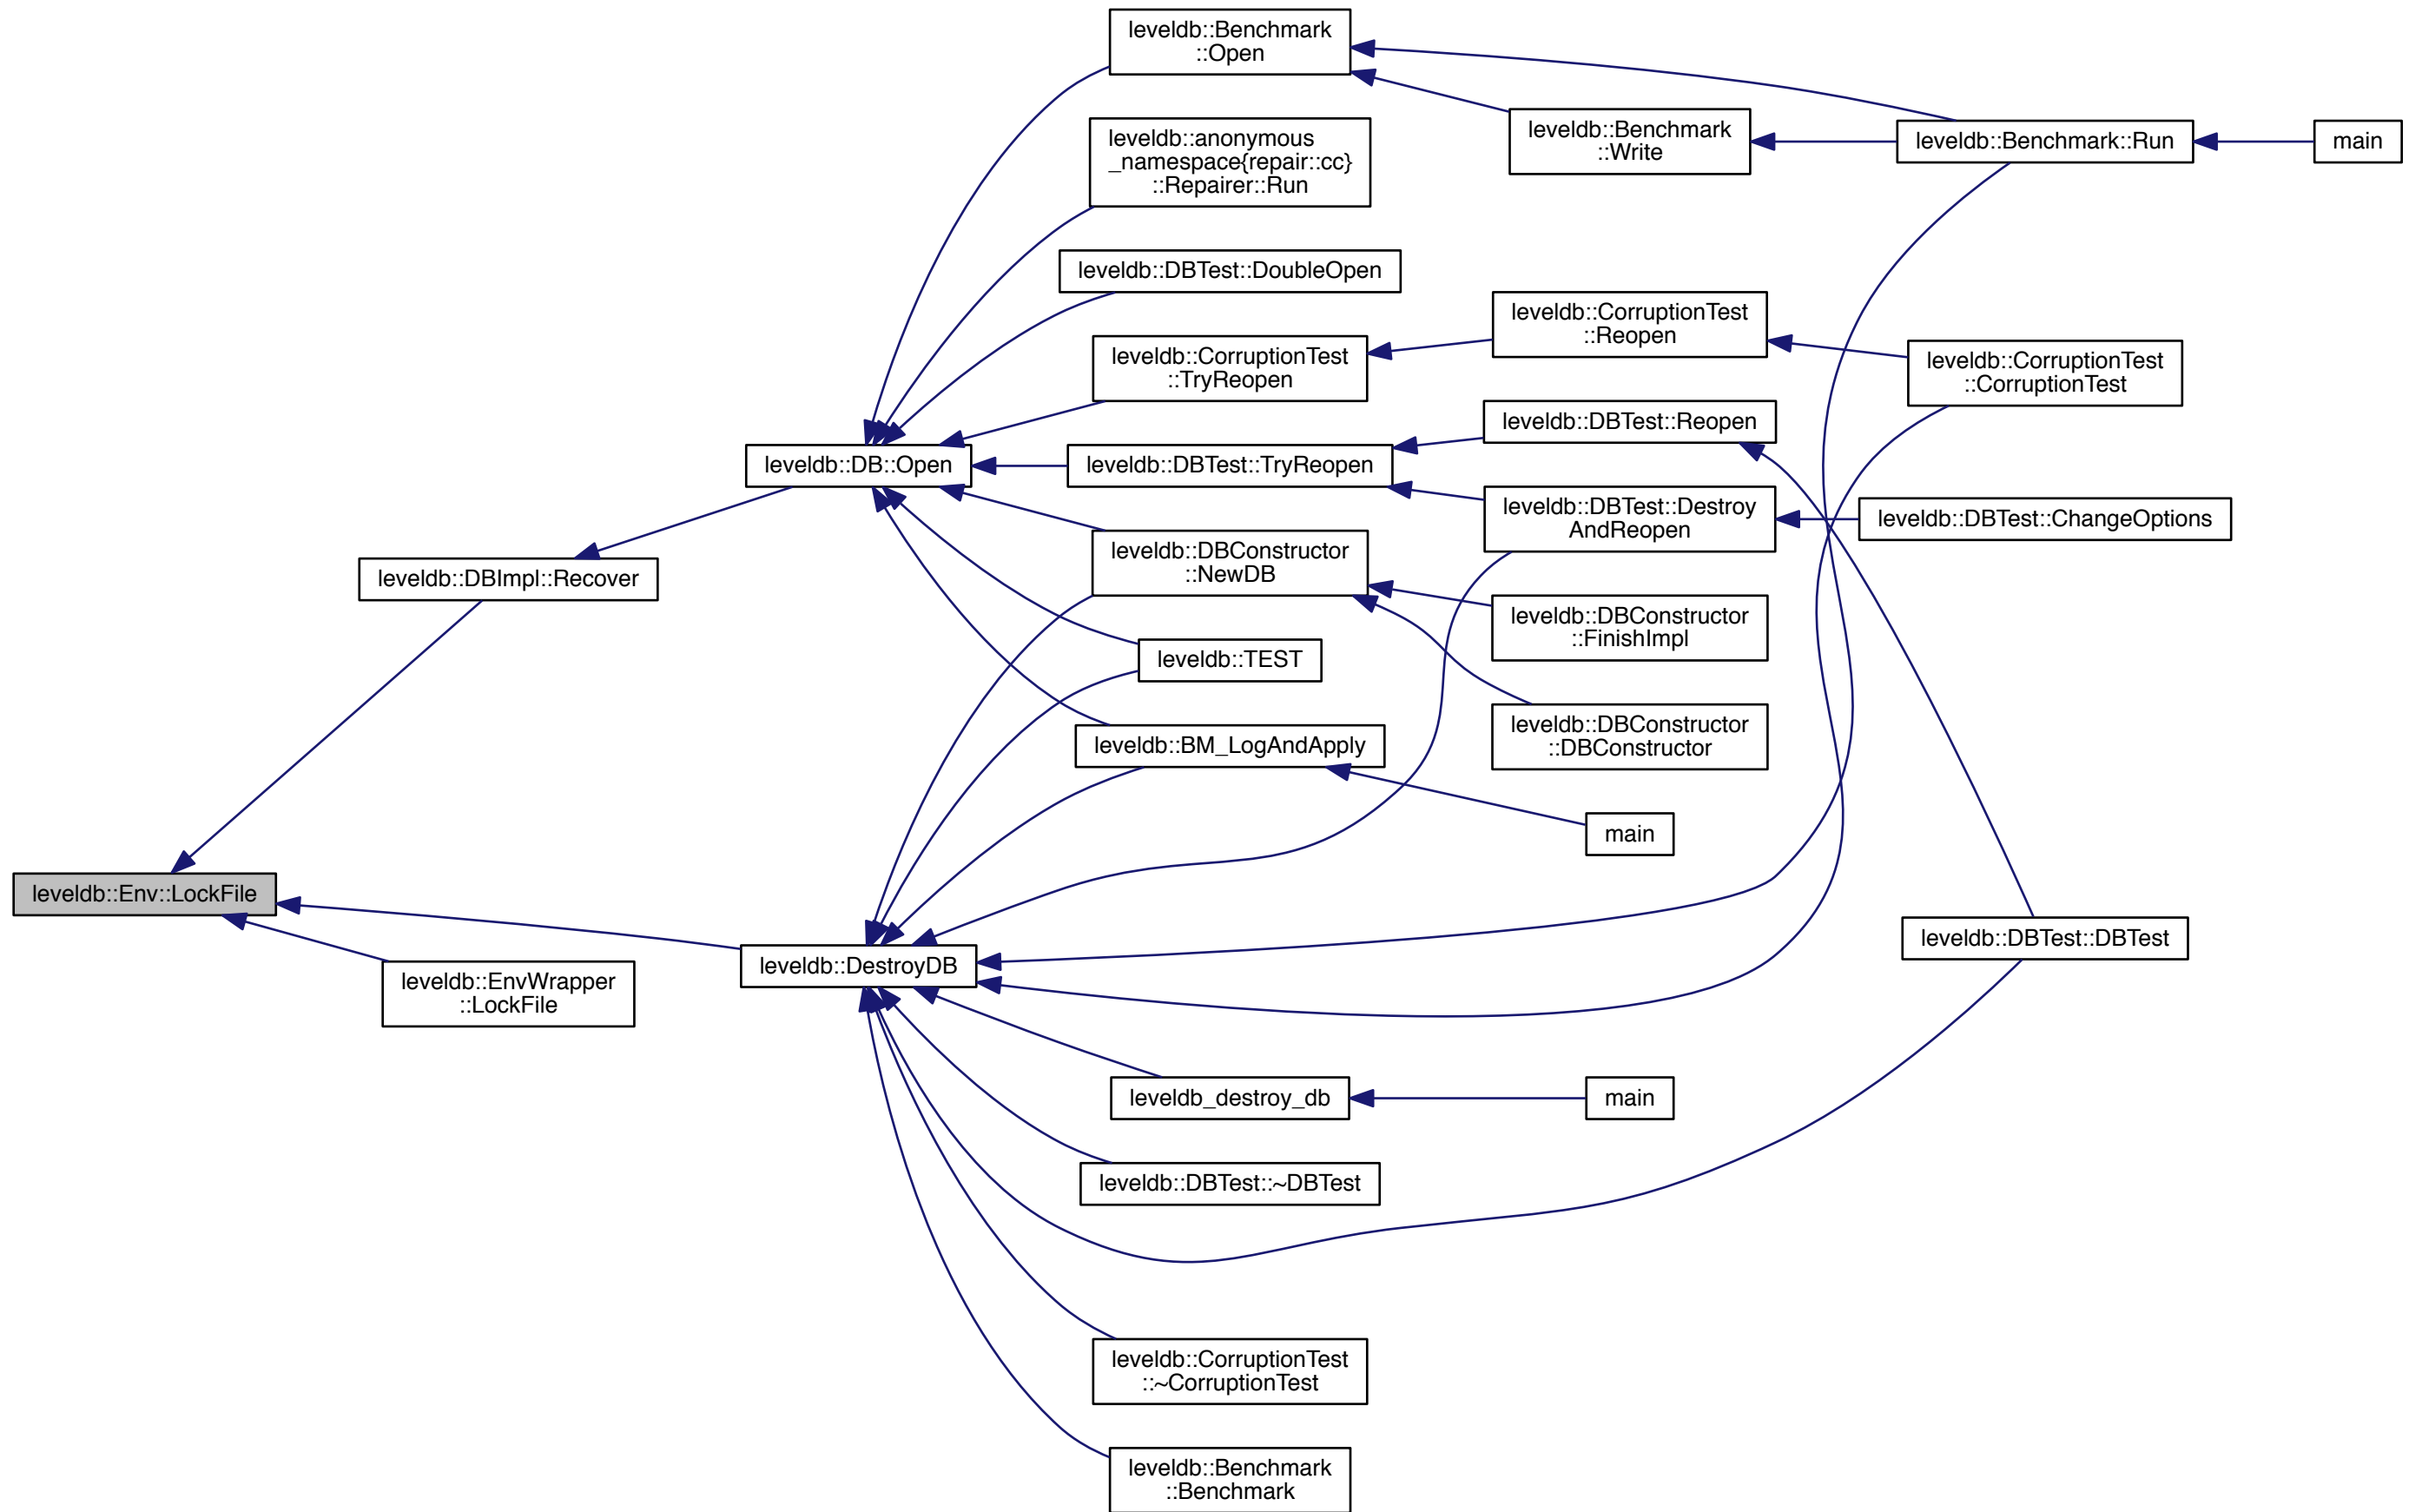 leveldb::Benchmark
::Open
leveldb::anonymous
_namespace{repair::cc}
::Repairer::Run
leveldb::Benchmark
::Write
leveldb::Benchmark::Run
main
leveldb::DBTest::DoubleOpen
leveldb::CorruptionTest
::Reopen
leveldb::CorruptionTest
::TryReopen
leveldb::CorruptionTest
::CorruptionTest
leveldb::DBTest::Reopen
leveldb::DB::Open
leveldb::DBTest::TryReopen
leveldb::DBTest::Destroy
AndReopen
leveldb::DBTest::ChangeOptions
leveldb::DBImpl::Recover
leveldb::DBConstructor
::NewDB
leveldb::DBConstructor
::FinishImpl
leveldb::TEST
leveldb::DBConstructor
::DBConstructor
leveldb::BM_LogAndApply
main
leveldb::Env::LockFile
leveldb::DBTest::DBTest
leveldb::DestroyDB
leveldb::EnvWrapper
::LockFile
leveldb_destroy_db
main
leveldb::DBTest::~DBTest
leveldb::CorruptionTest
::~CorruptionTest
leveldb::Benchmark
::Benchmark